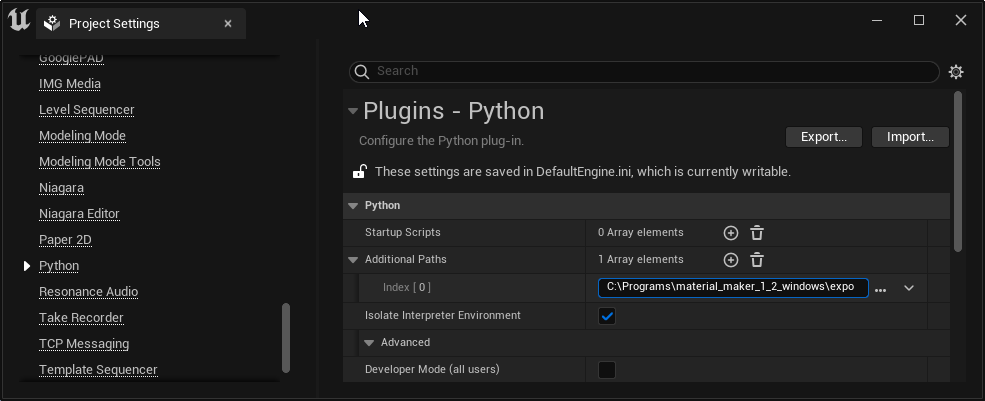 Project Settings
GooglePAD
IMG Media
Level Sequencer
Modeling Mode
Modeling Mode Tools
Niagara
Niagara Editor
Paper 2D
Python
Resonance Audio
Take Recorder
TCP Messaging
Template Sequencer
Search
Plugins - Python
Configure the Python plug-in.
Export...
Import...
These settings are saved in DefaultEngine.ini, which is currently writable.
Python
Startup Scripts
0 Array elements
Additional Paths
1 Array elements
Index [ 0 ]
C:\Programs\material_maker_1_2_windows\expo
Isolate Interpreter Environment
Advanced
Developer Mode (all users)